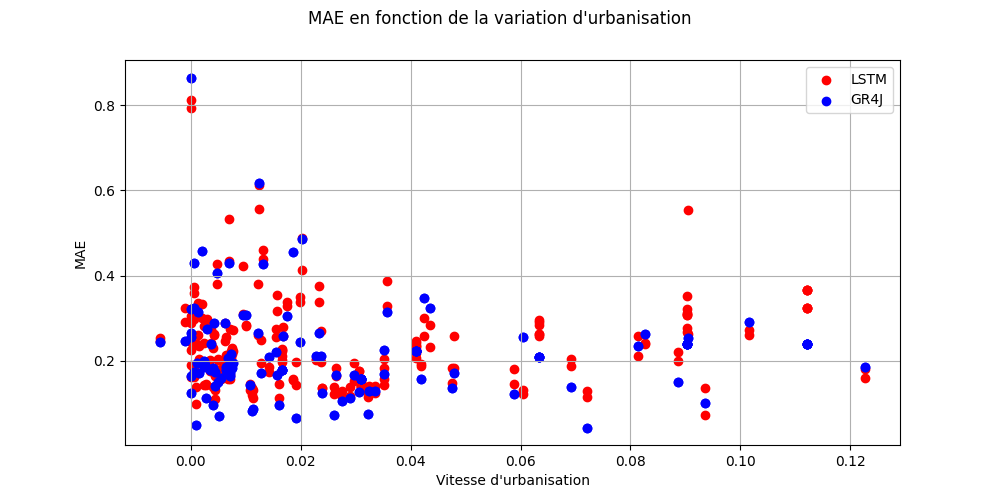 MAE en fonction de la variation d'urbanisation
LSTM
GR4J
0.8
0.6
0.4
0.2
MAE
0.00 0.02 0.04 0.06 0.08 0.10 0.12
Vitesse d'urbanisation